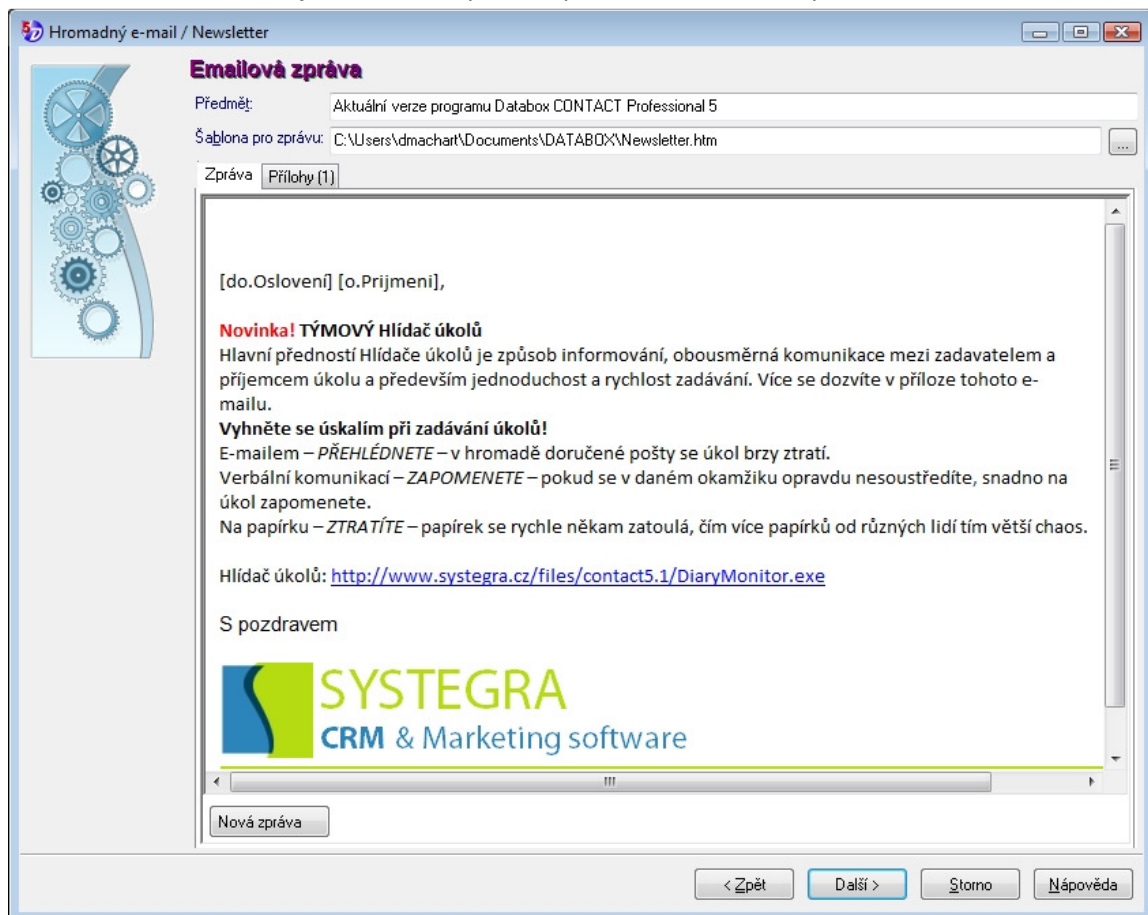 Hromadný e-mail / Newsletter
Emailová zpráva
Předmět: Aktuální verze programu Databox CONTACT Professional 5
Šablona pro zprávu: C:\Users\dmachart\Documents\DATABOX\Newsletter.htm ...
Zpráva Přílohy (1)
[do.Oslovení] [o.Prijmeni],
Novinka! TÝMOVÝ Hlídač úkolů
Hlavní předností Hlídače úkolů je způsob informování, obousměrná komunikace mezi zadavatelem a
příjemcem úkolu a především jednoduchost a rychlost zadávání. Více se dozvíte v příloze tohoto e-
mailu.
Vyhněte se úskalím při zadávání úkolů!
E-mailem – PŘEHLÉDNETE – v hromadě doručené pošty se úkol brzy ztratí.
Verbální komunikací – ZAPOMENETE – pokud se v daném okamžiku opravdu nesoustředíte, snadno na
úkol zapomenete.
Na papírku – ZTRATÍTE – papírek se rychle někam zatoulá, čím více papírků od různých lidí tím větší chaos.
Hlídač úkolů: http://www.systegra.cz/files/contact5.1/DiaryMonitor.exe
S pozdravem
SYSTEGRA
CRM & Marketing software
Nová zpráva
< Zpět Další > Storno Nápověda